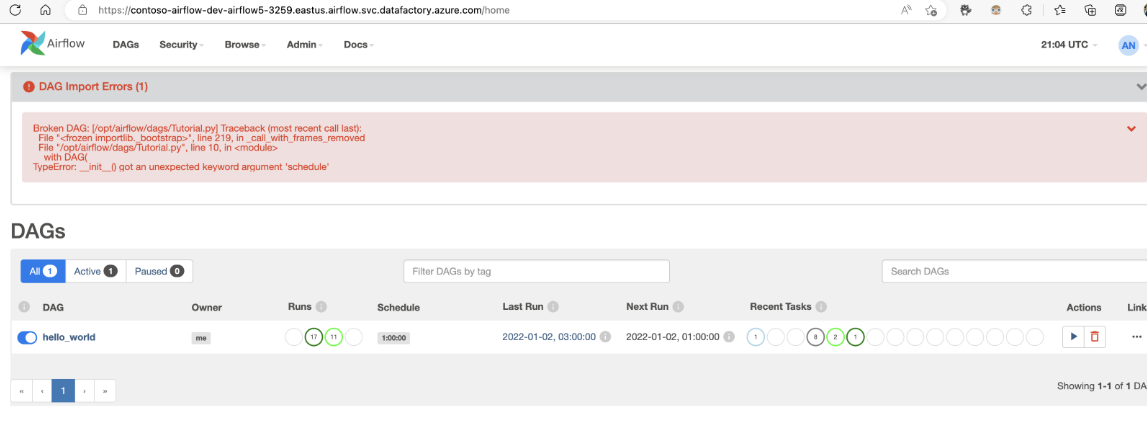 https://contoso-airflow-dev-airflow5-3259.eastus.airflow.svc.datafactory.azure.com/home
Airflow DAGs Security Browse Admin Docs 21:04 UTC AN
DAG Import Errors (1)
Broken DAG: [/opt/airflow/dags/Tutorial.py] Traceback (most recent call last):
File "<frozen importlib._bootstrap>", line 219, in _call_with_frames_removed
File "/opt/airflow/dags/Tutorial.py", line 10, in <module>
with DAG(
TypeError: __init__() got an unexpected keyword argument 'schedule'
DAGs
All 1 Active 1 Paused 0 Filter DAGs by tag Search DAGs
DAG Owner Runs Schedule Last Run Next Run Recent Tasks Actions Link
hello_world me 17 11 1:00:00 2022-01-02, 03:00:00 2022-01-02, 01:00:00 1 8 2 1
« ‹ 1 › » Showing 1-1 of 1 DA